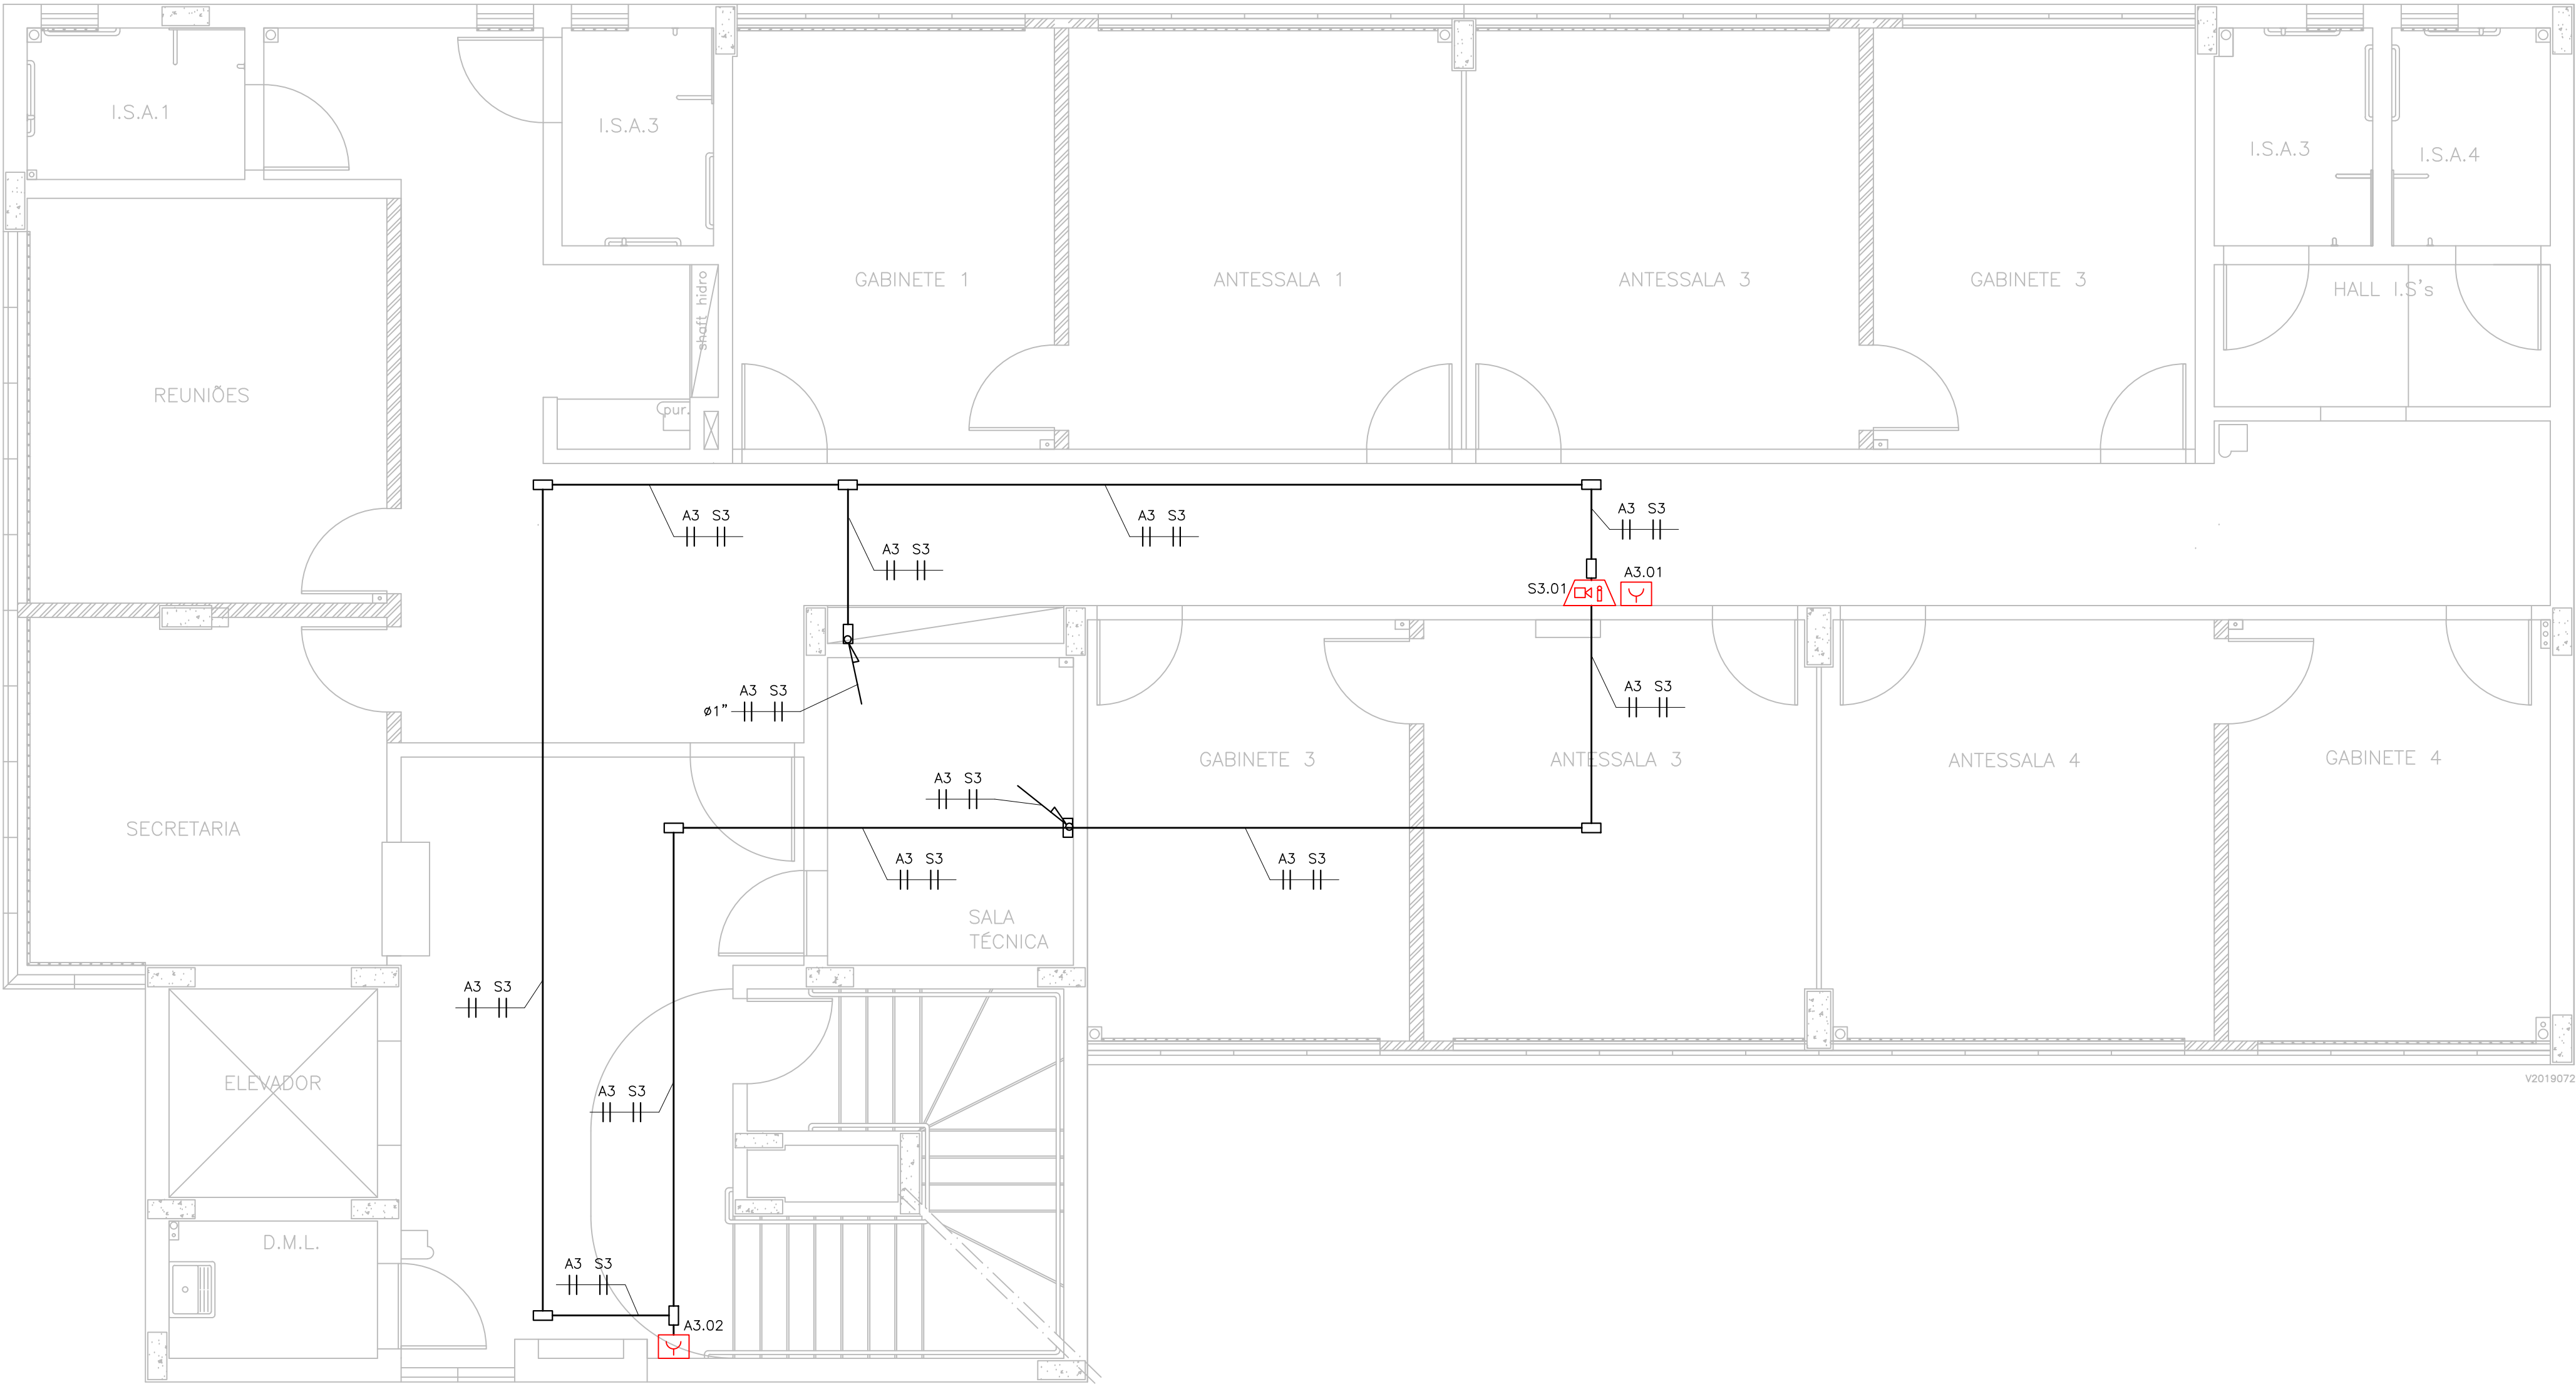 I.S.A.1
I.S.A.3
I.S.A.3
I.S.A.4
GABINETE 1
ANTESSALA 1
ANTESSALA 3
GABINETE 3
HALL I.S's
shaft hidro
REUNIÕES
pur.
A3 S3
A3 S3
A3 S3
A3 S3
A3.01
S3.01
A3 S3
ø1"
A3 S3
GABINETE 3
ANTESSALA 3
ANTESSALA 4
GABINETE 4
A3 S3
SECRETARIA
A3 S3
A3 S3
SALA
TÉCNICA
A3 S3
ELEVADOR
V2019072
A3 S3
D.M.L.
A3 S3
A3.02